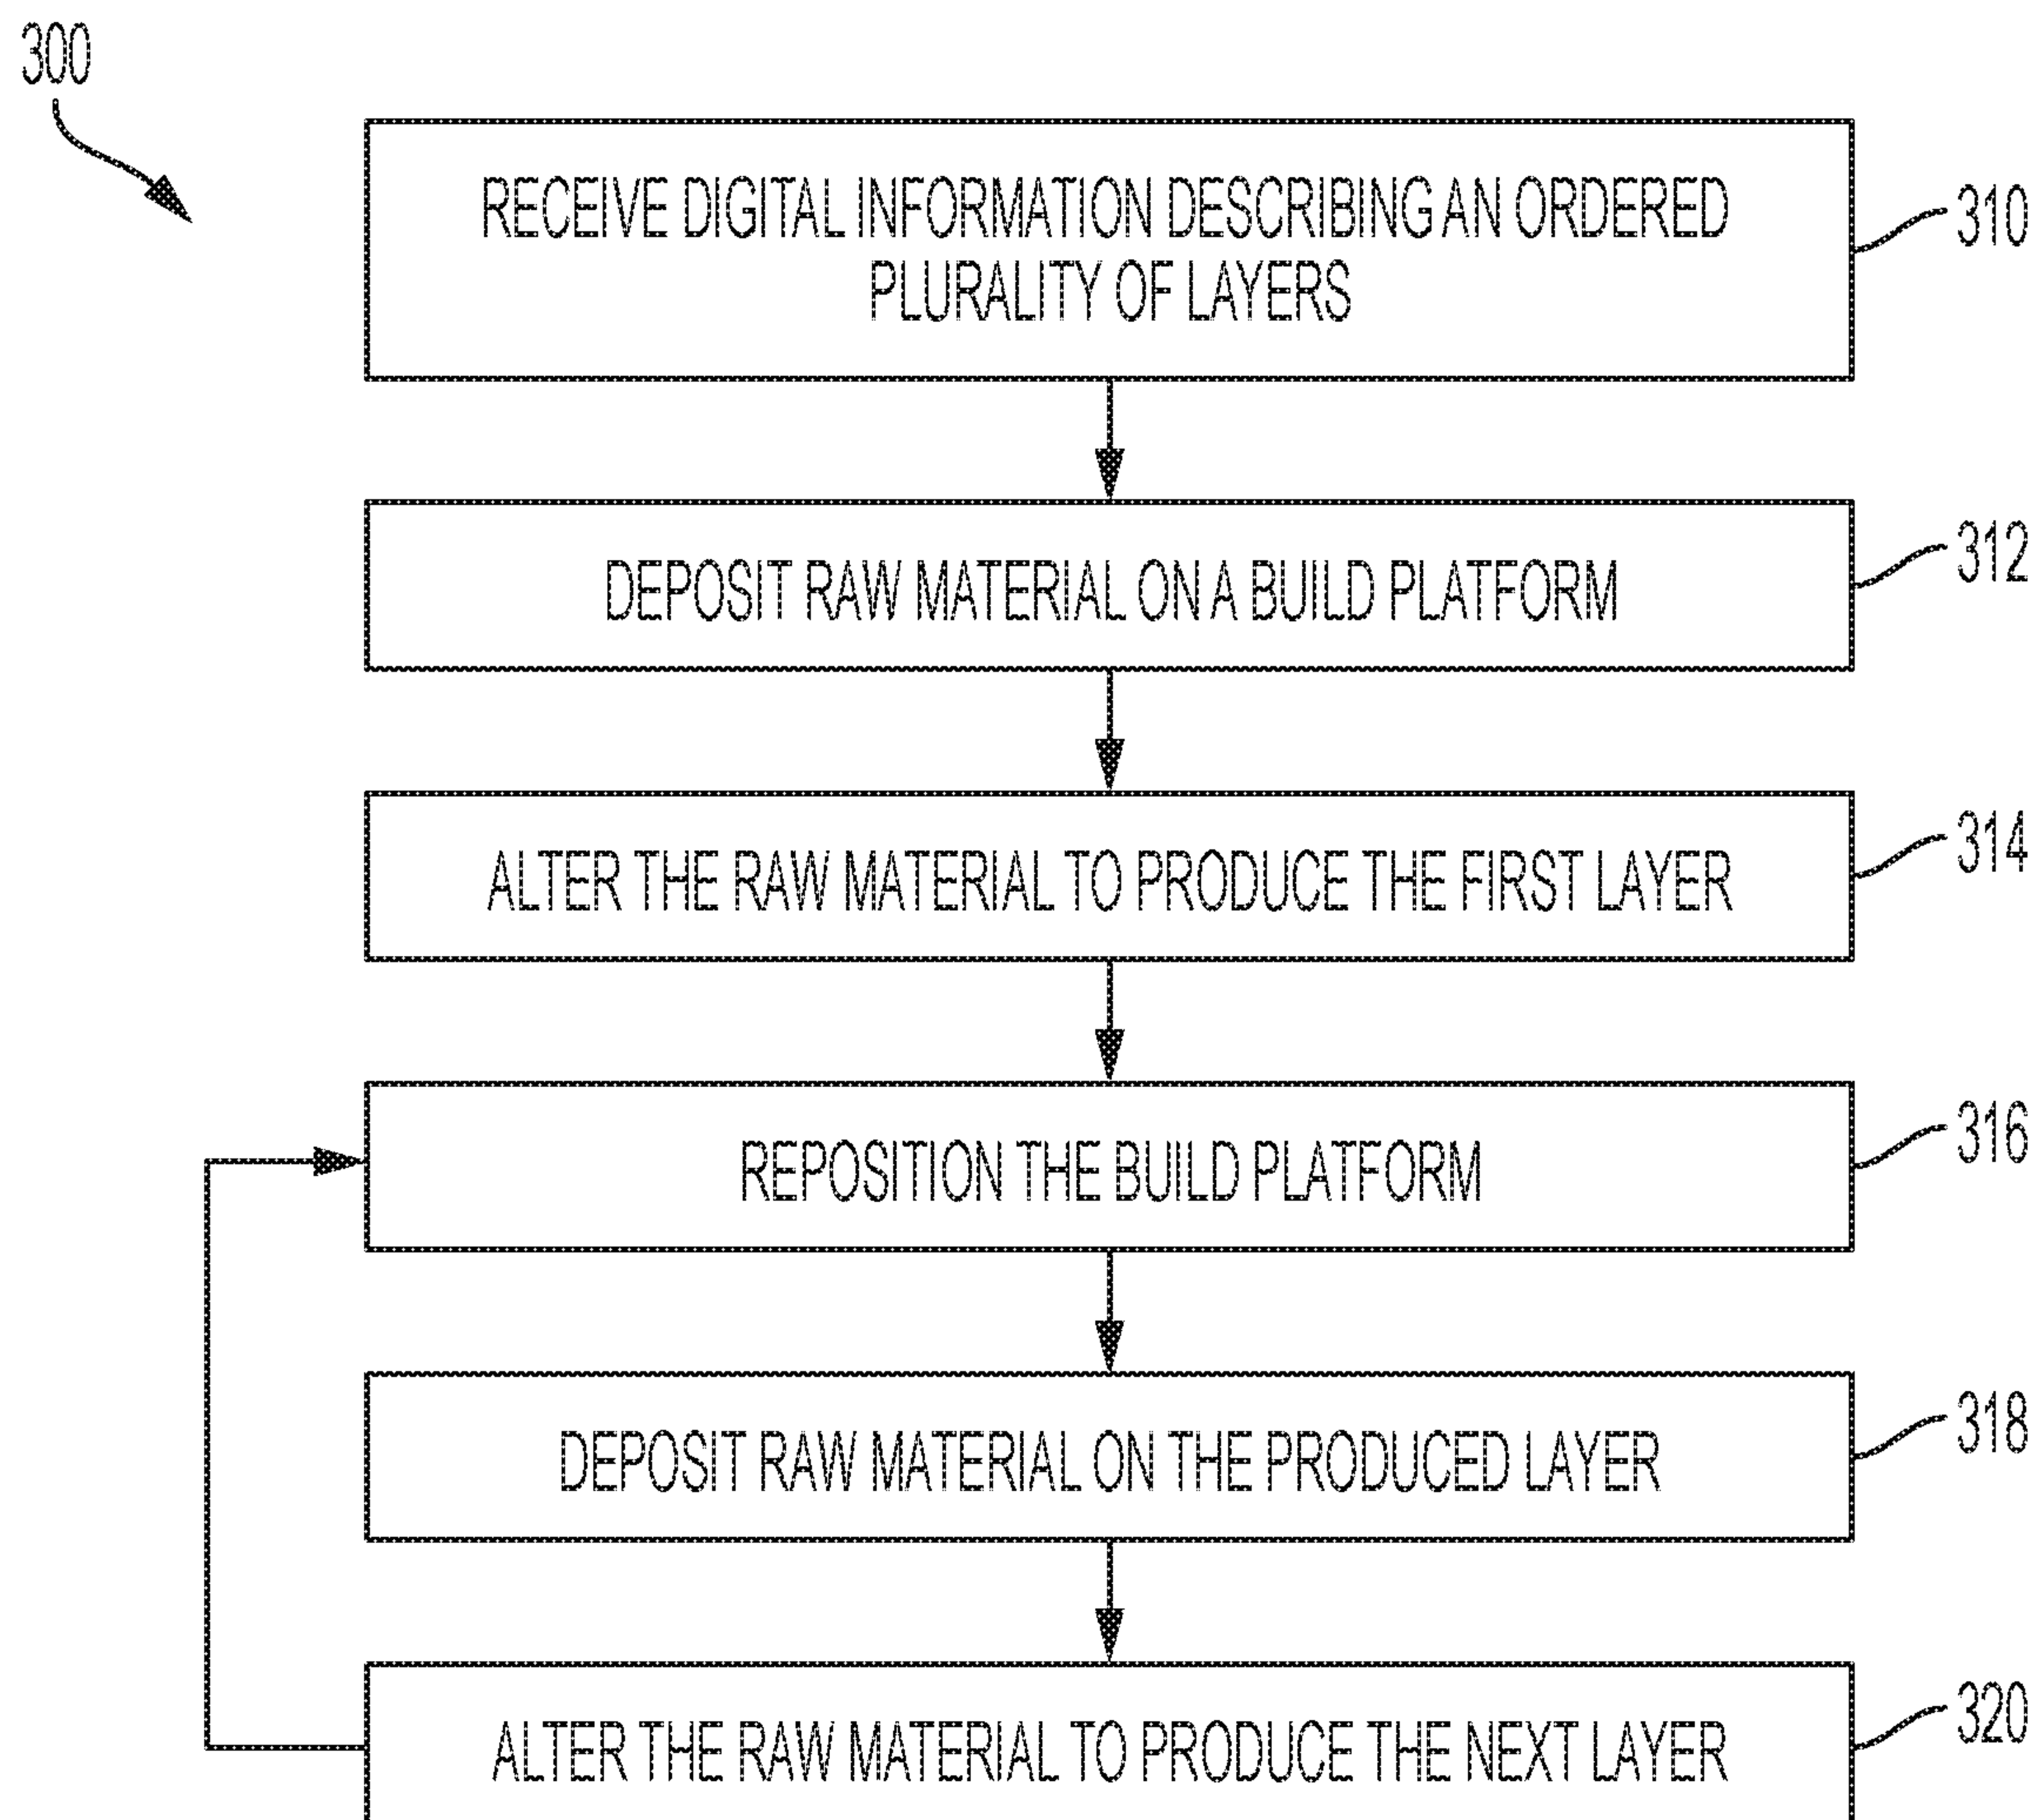 300
RECEIVE DIGITAL INFORMATION DESCRIBING AN ORDERED
PLURALITY OF LAYERS
310
DEPOSIT RAW MATERIAL ON A BUILD PLATFORM
312
ALTER THE RAW MATERIAL TO PRODUCE THE FIRST LAYER
314
REPOSITION THE BUILD PLATFORM
316
DEPOSIT RAW MATERIAL ON THE PRODUCED LAYER
318
ALTER THE RAW MATERIAL TO PRODUCE THE NEXT LAYER
320